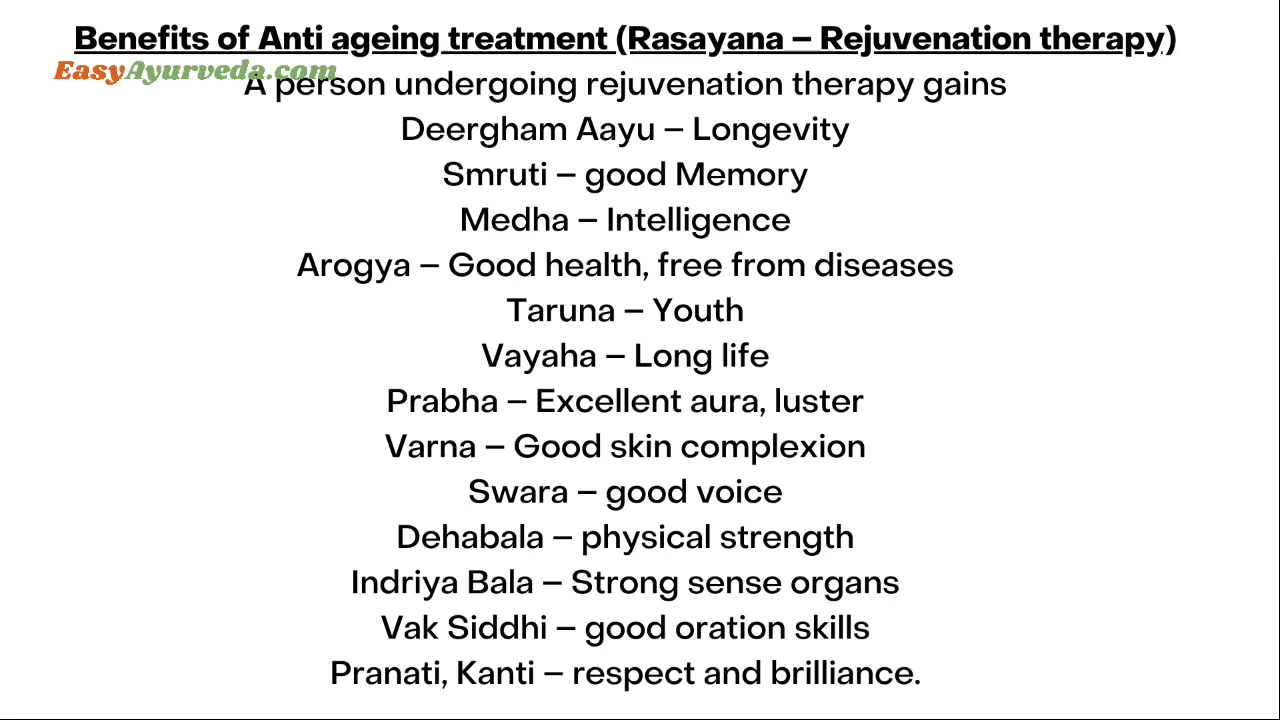 Benefits of Anti ageing treatment (Rasayana – Rejuvenation therapy)
EasyAyurveda.com
A person undergoing rejuvenation therapy gains
Deergham Aayu – Longevity
Smruti – good Memory
Medha – Intelligence
Arogya – Good health, free from diseases
Taruna – Youth
Vayaha – Long life
Prabha – Excellent aura, luster
Varna – Good skin complexion
Swara – good voice
Dehabala – physical strength
Indriya Bala – Strong sense organs
Vak Siddhi – good oration skills
Pranati, Kanti – respect and brilliance.